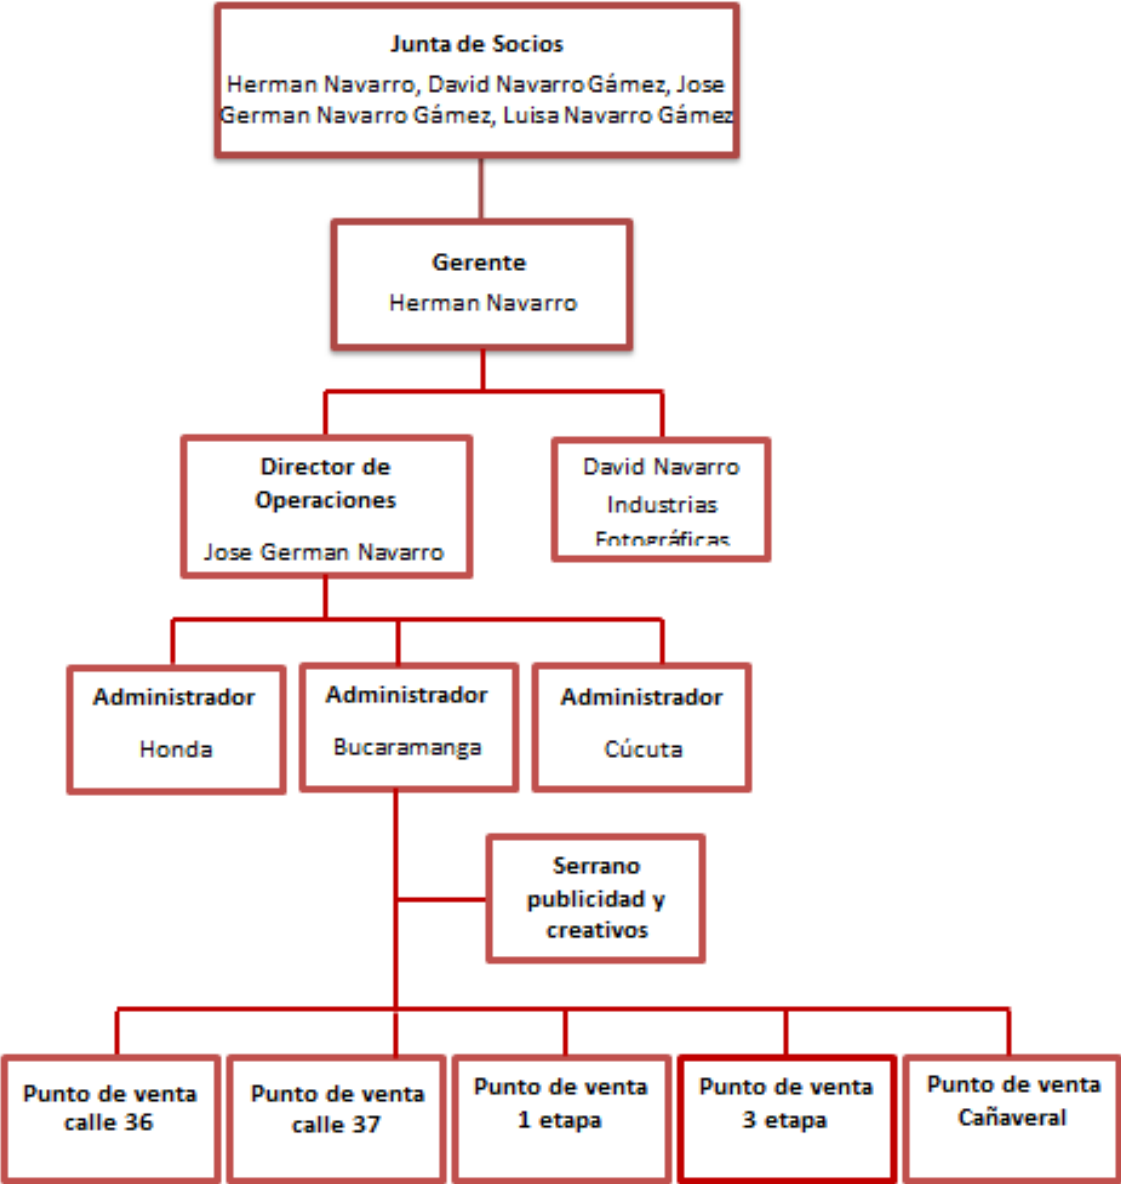 Junta de Socios
Herman Navarro, David Navarro Gámez, Jose
German Navarro Gámez, Luisa Navarro Gámez
Gerente
Herman Navarro
Director de
Operaciones
Jose German Navarro
David Navarro
Industrias
Fotográficas
Administrador
Honda
Administrador
Bucaramanga
Administrador
Cúcuta
Serrano
publicidad y
creativos
Punto de venta
calle 36
Punto de venta
calle 37
Punto de venta
1 etapa
Punto de venta
3 etapa
Punto de venta
Cañaveral